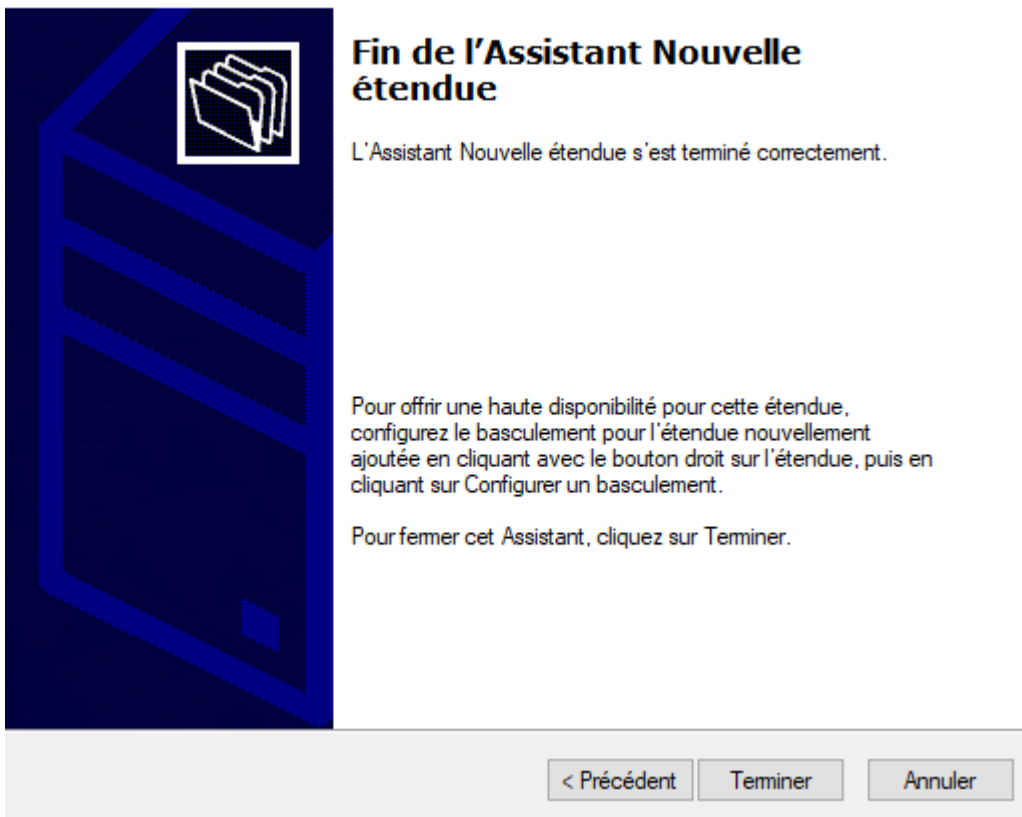 Fin de l’Assistant Nouvelle
étendue
L’Assistant Nouvelle étendue s’est terminé correctement.
Pour offrir une haute disponibilité pour cette étendue,
configurez le basculement pour l’étendue nouvellement
ajoutée en cliquant avec le bouton droit sur l’étendue, puis en
cliquant sur Configurer un basculement.
Pour fermer cet Assistant, cliquez sur Terminer.
< Précédent
Terminer
Annuler